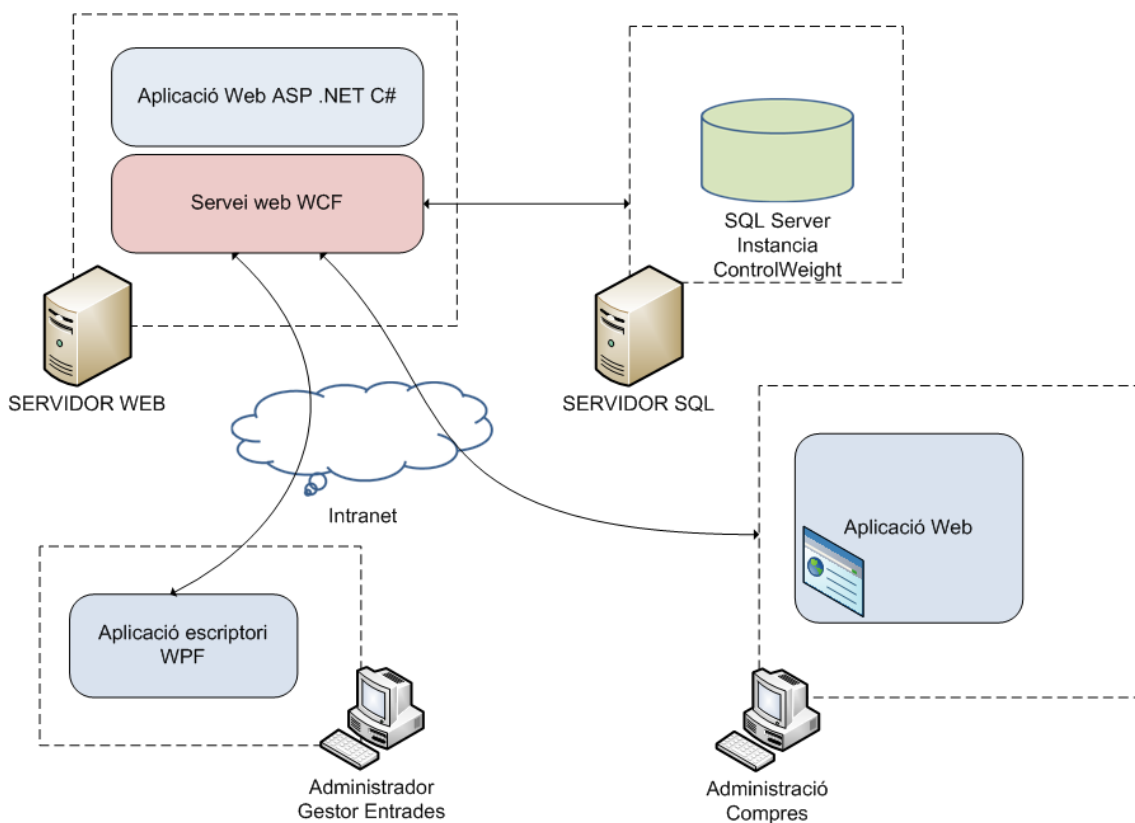 Aplicació Web ASP .NET C#
Servei web WCF
SQL Server
Instancia
ControlWeight
SERVIDOR WEB
SERVIDOR SQL
Intranet
Aplicació Web
Aplicació escriptori
WPF
Administrador
Gestor Entrades
Administració
Compres